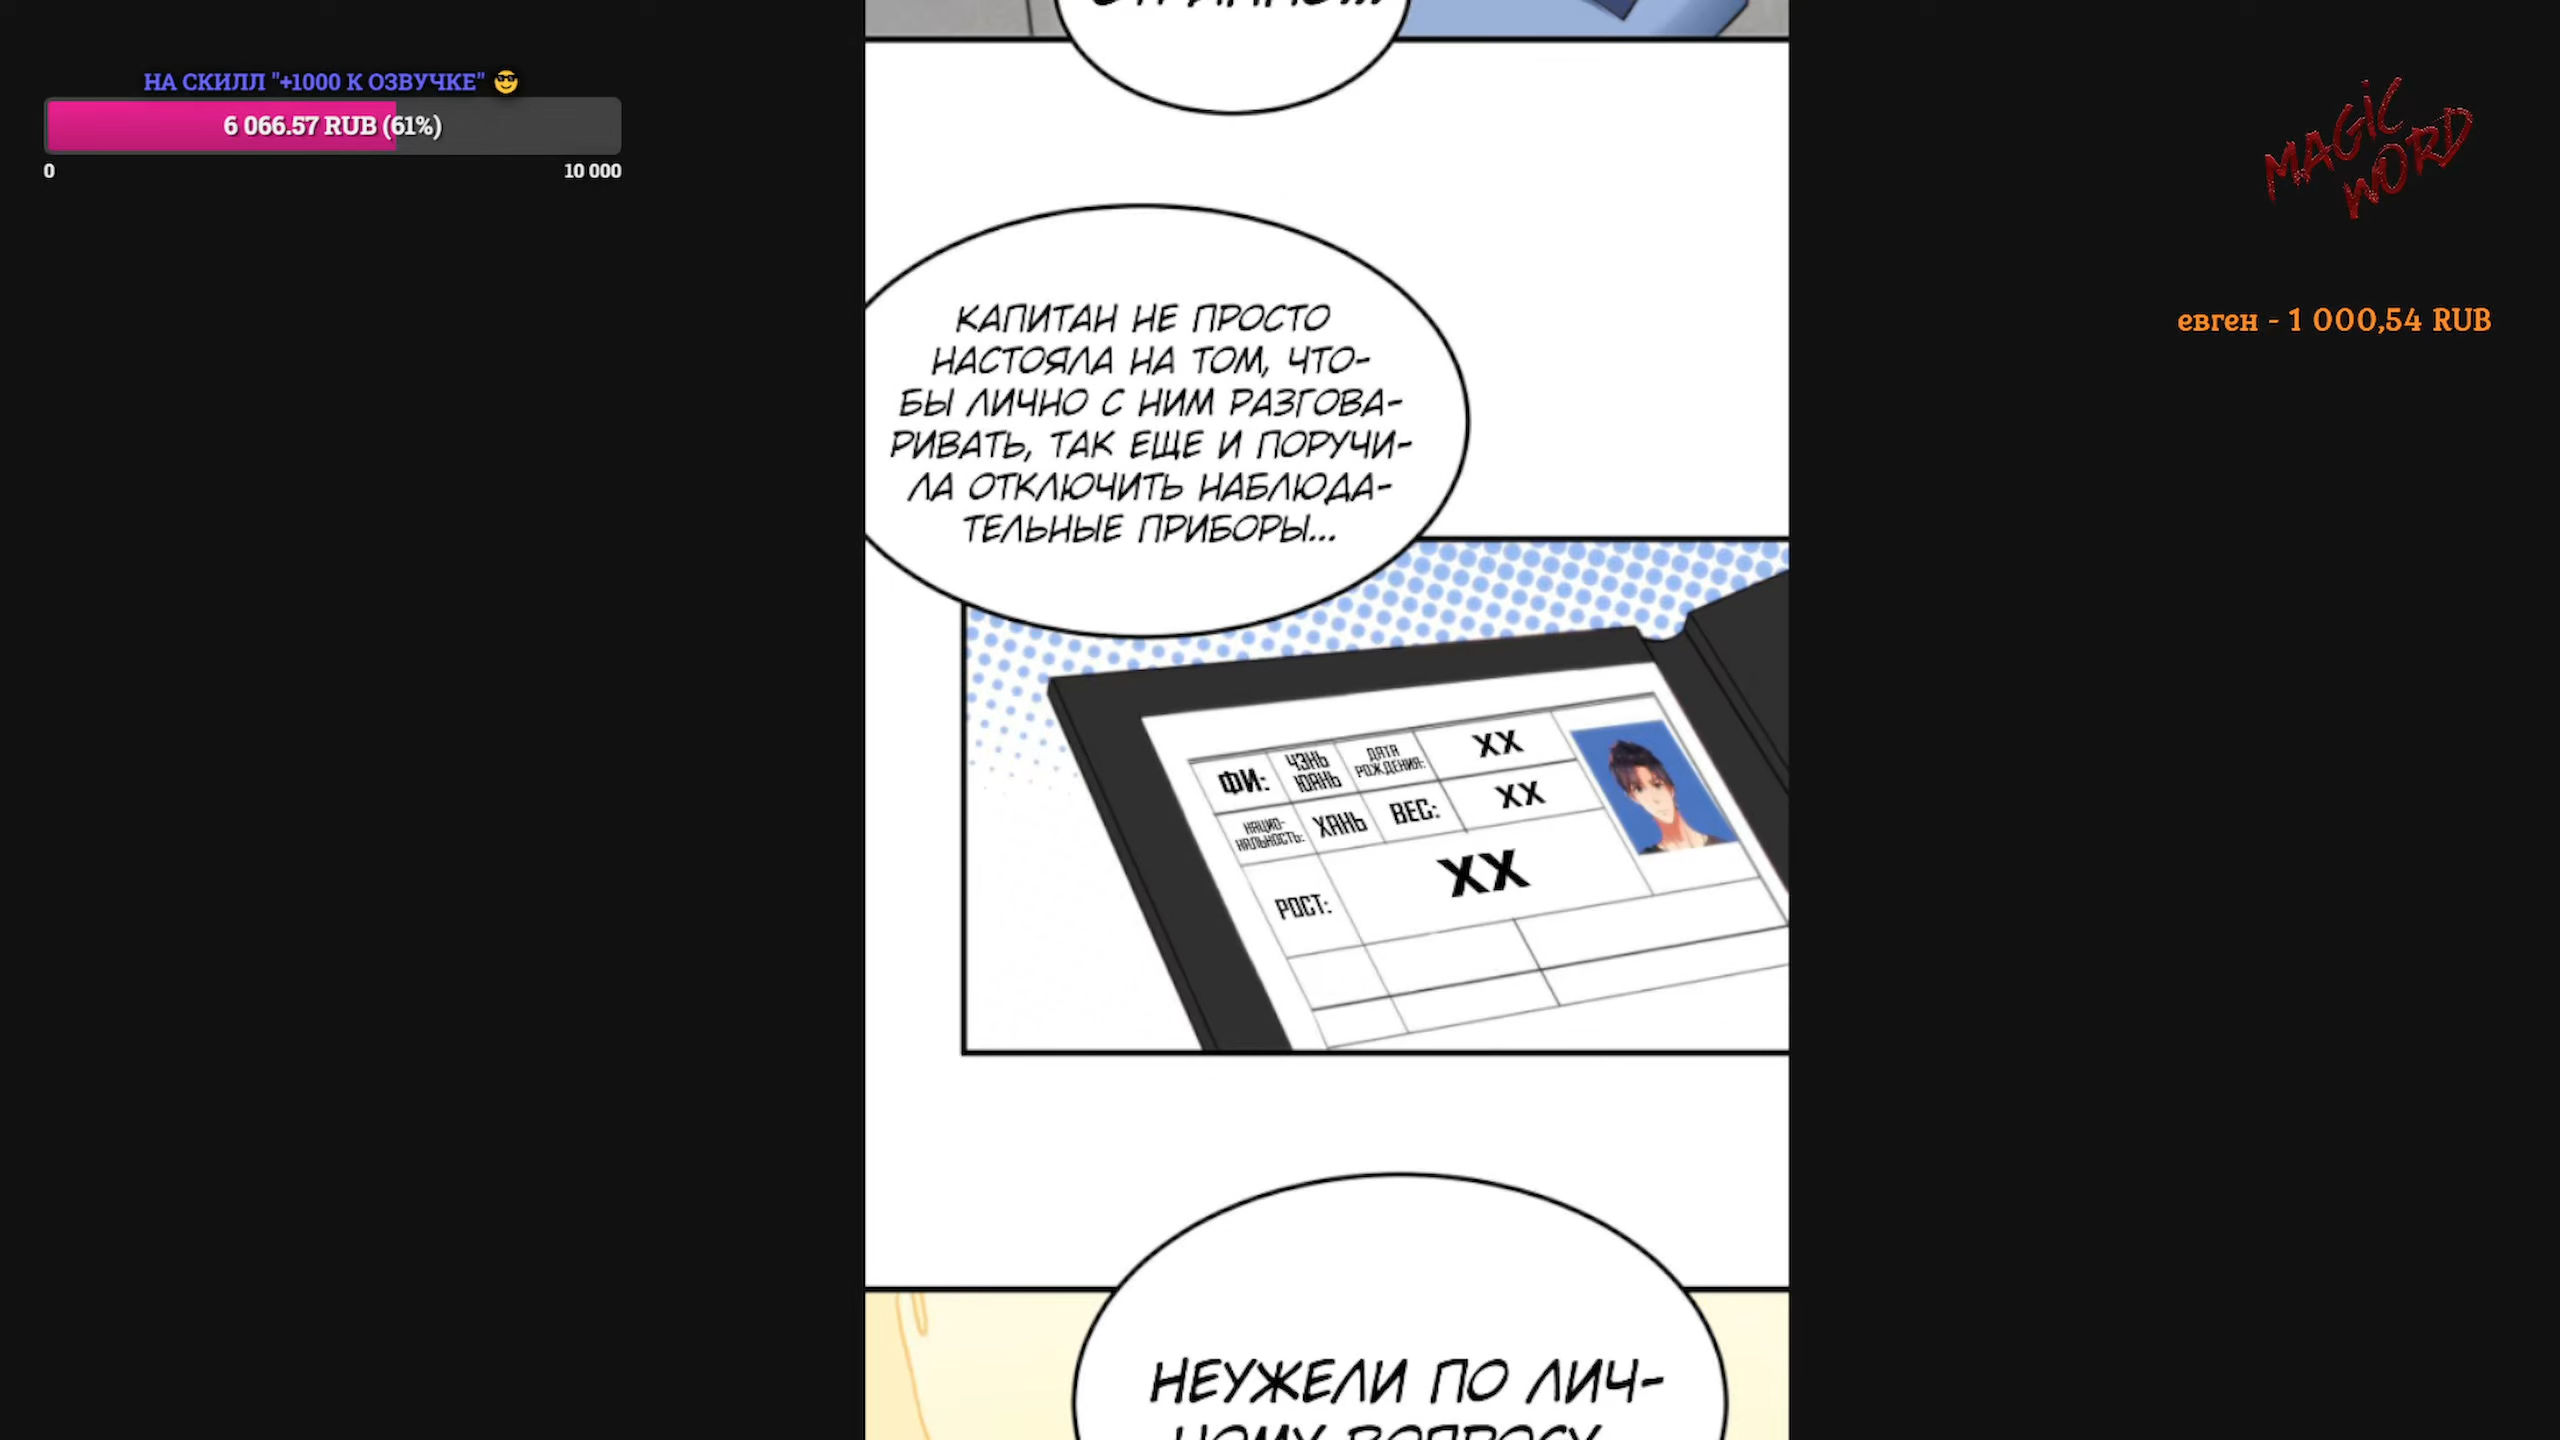 НА СКИЛЛ "+1000 К ОЗВУЧКЕ" 😎
6 066.57 RUB (61%)
0
10 000
MAGIC
WORD
евген - 1 000,54 RUB
КАПИТАН НЕ ПРОСТО
НАСТОЯЛА НА ТОМ, ЧТО-
БЫ ЛИЧНО С НИМ РАЗГОВА-
РИВАТЬ, ТАК ЕЩЕ И ПОРУЧИ-
ЛА ОТКЛЮЧИТЬ НАБЛЮДА-
ТЕЛЬНЫЕ ПРИБОРЫ...
ФИ:
ЧЭНЬ
ЮАНЬ
ДАТА
РОЖДЕНИЯ:
XX
НАЦИО-
НАЛЬНОСТЬ:
ХАНЬ
ВЕС:
XX
РОСТ:
XX
НЕУЖЕЛИ ПО ЛИЧ-
НОМУ ВОПРОСУ